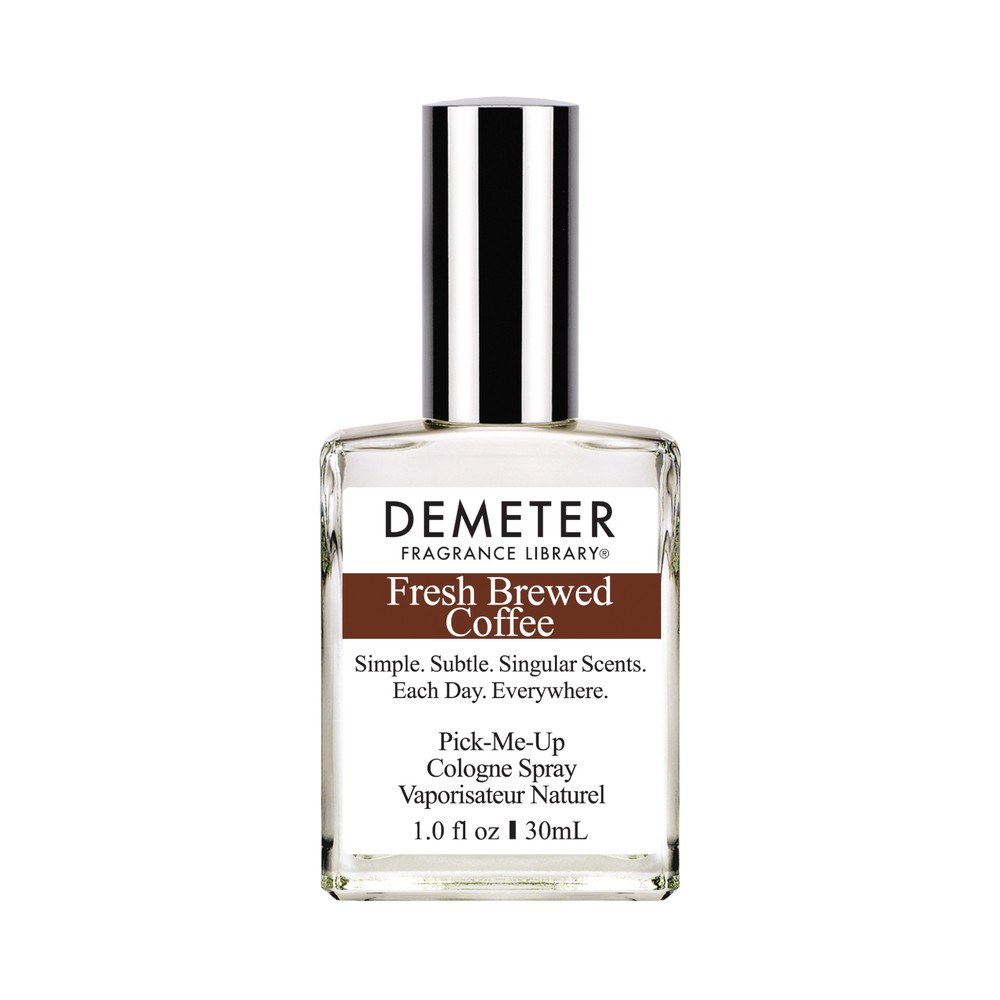 DEMETER
FRAGRANCE LIBRARY®
Fresh Brewed
Coffee
Simple. Subtle. Singular Scents.
Each Day. Everywhere.
Pick-Me-Up
Cologne Spray
Vaporisateur Naturel
1.0 fl oz ▮ 30mL